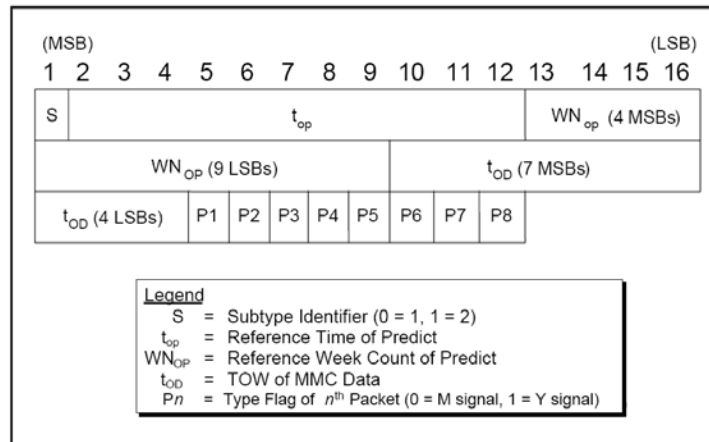 (MSB) (LSB)
1 2 3 4 5 6 7 8 9 10 11 12 13 14 15 16
S t_op WN_op (4 MSBs)
WN_OP (9 LSBs) t_OD (7 MSBs)
t_OD (4 LSBs) P1 P2 P3 P4 P5 P6 P7 P8
Legend
S = Subtype Identifier (0 = 1, 1 = 2)
t_op = Reference Time of Predict
WN_OP = Reference Week Count of Predict
t_OD = TOW of MMC Data
Pn = Type Flag of n^th Packet (0 = M signal, 1 = Y signal)